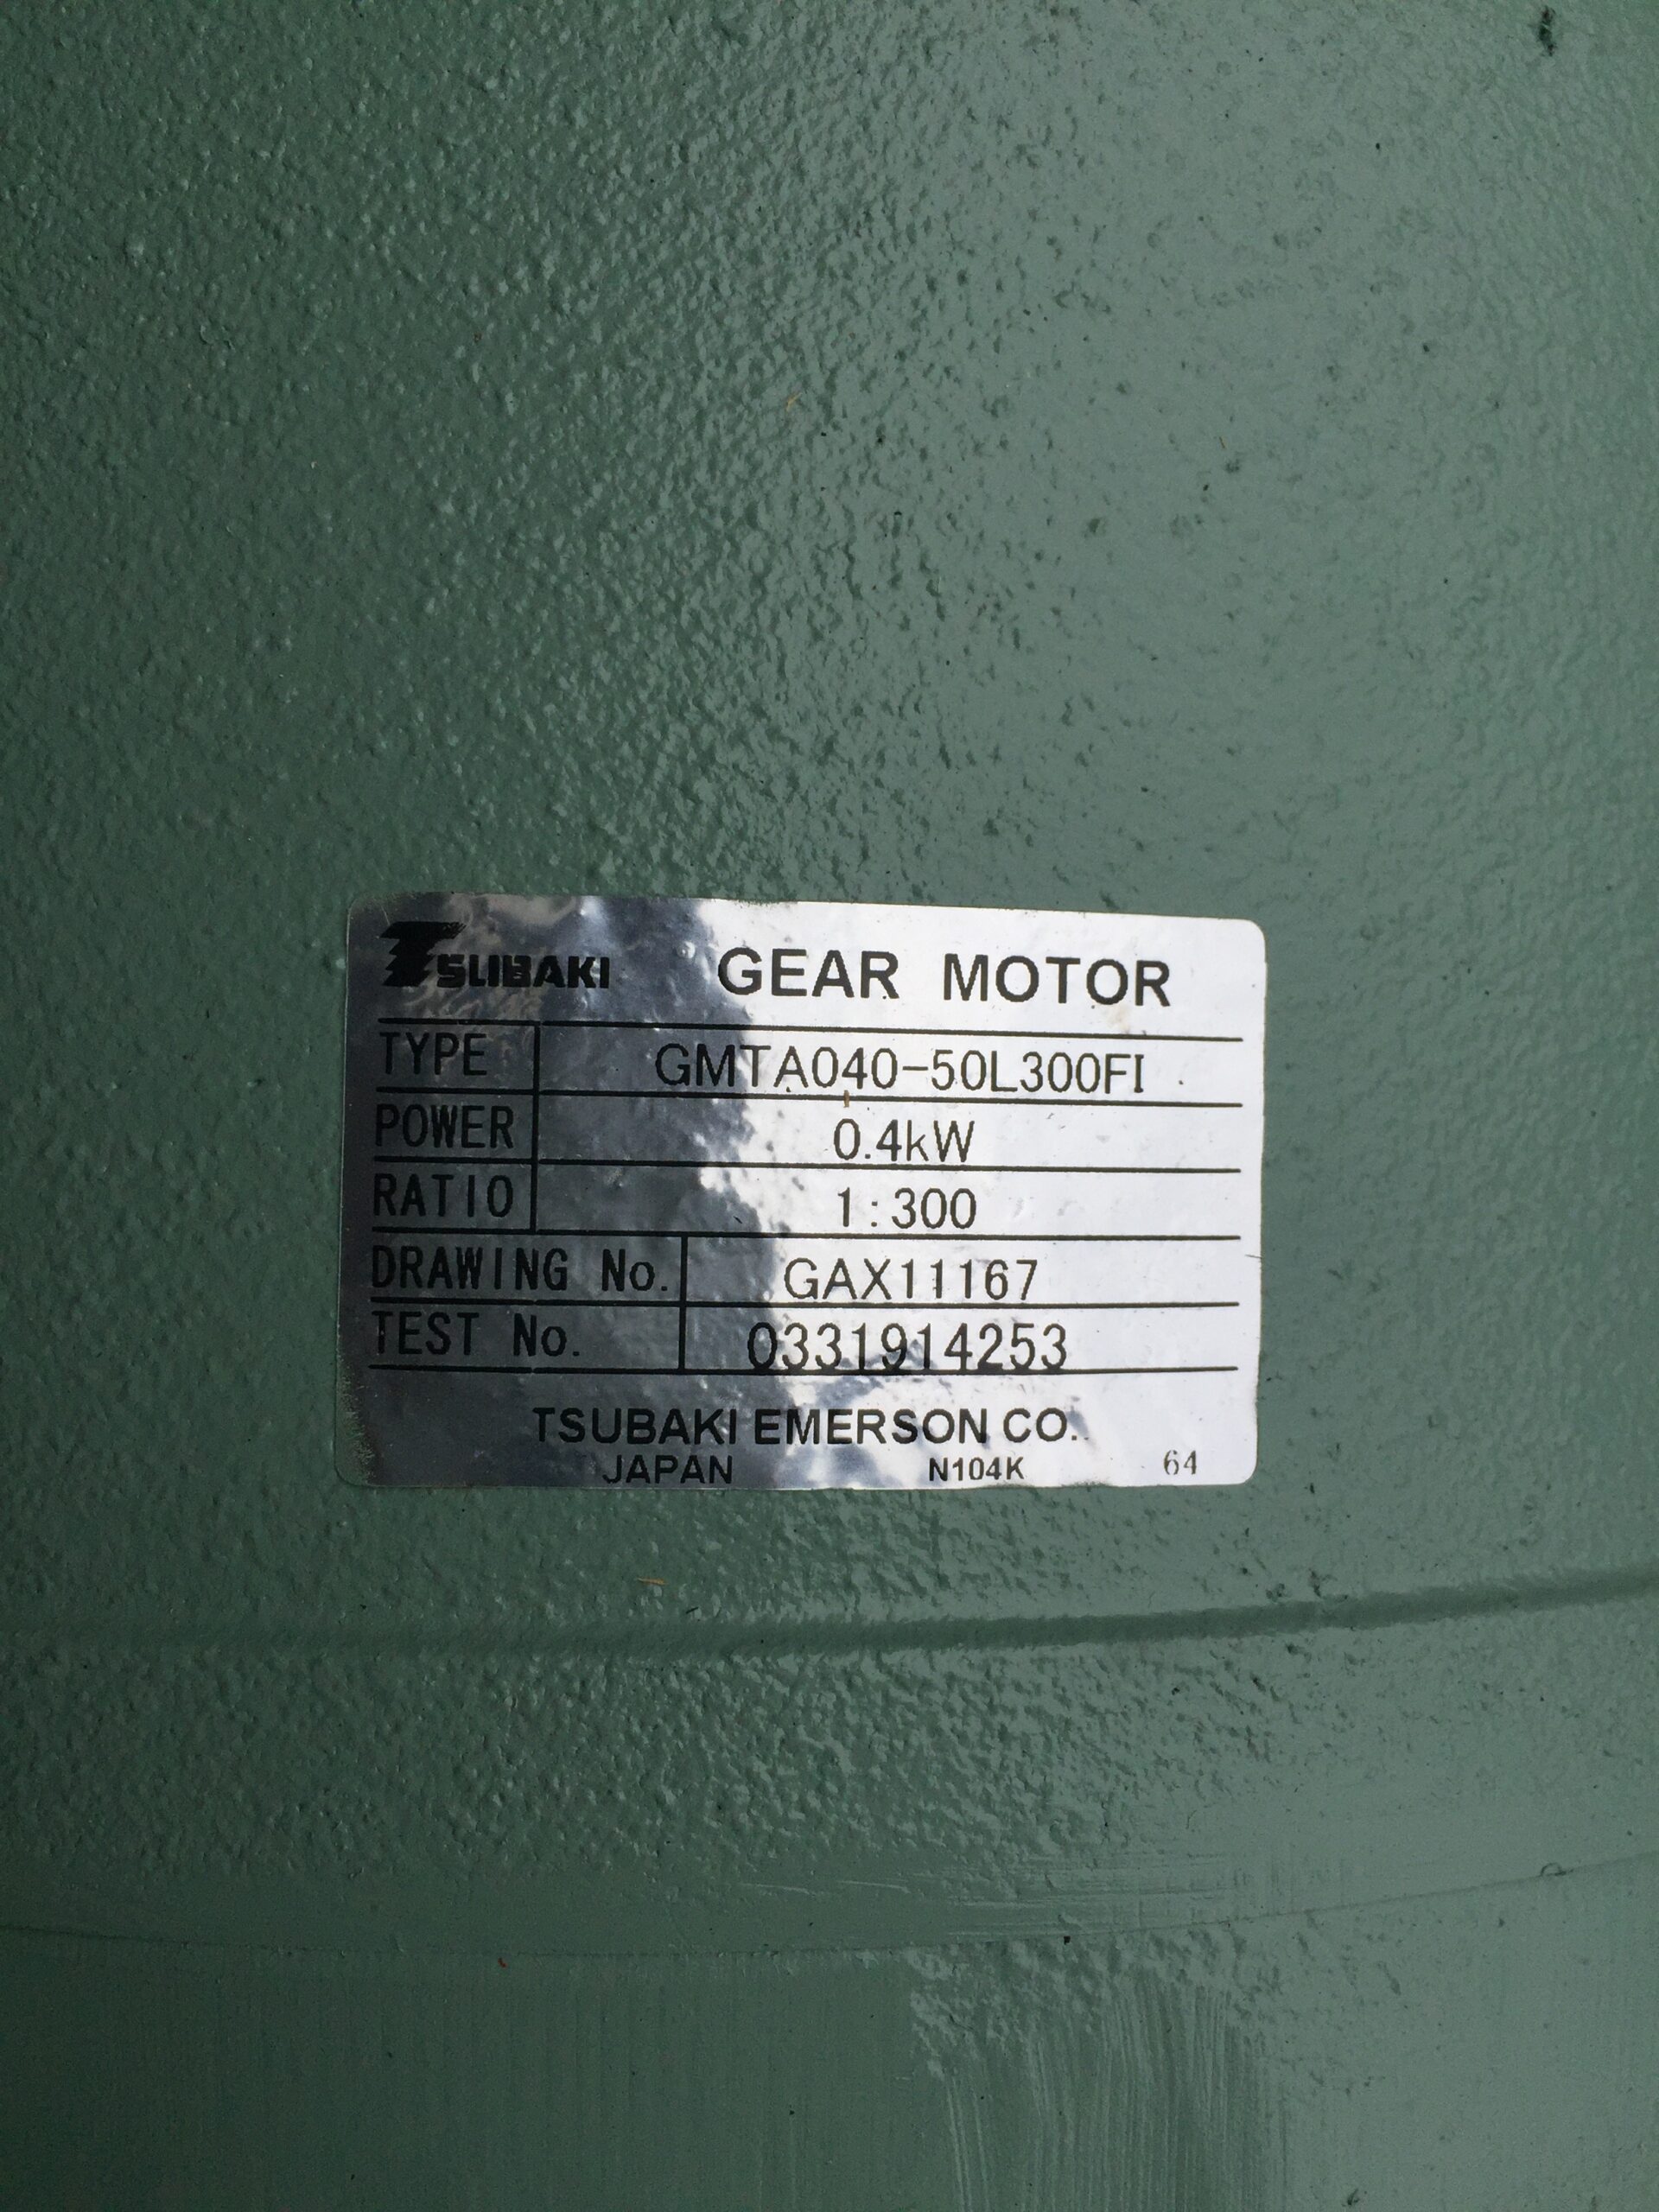 TSUBAKI GEAR MOTOR
TYPE GMTA040-50L300FI
POWER 0.4kW
RATIO 1:300
DRAWING No. GAX11167
TEST No. 0331914253
TSUBAKI EMERSON CO.
JAPAN N104K 64